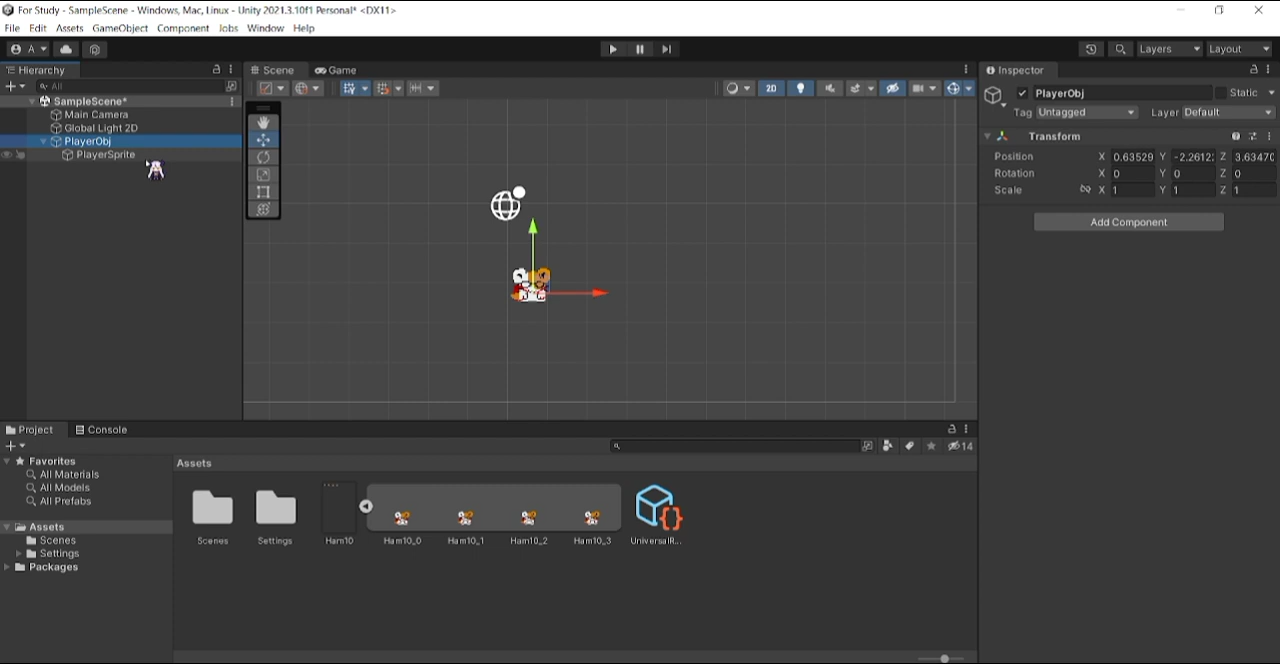 For Study - SampleScene - Windows, Mac, Linux - Unity 2021.3.10f1 Personal* <DX11>
File Edit Assets GameObject Component Jobs Window Help
A
Layers
Layout
Hierarchy
Scene
Game
Inspector
All
2D
SampleScene*
Main Camera
Global Light 2D
PlayerObj
PlayerSprite
PlayerObj
Static
Tag Untagged
Layer Default
Transform
Position X 0.63529 Y -2.2612: Z 3.63470
Rotation X 0 Y 0 Z 0
Scale X 1 Y 1 Z 1
Add Component
Project
Console
14
Favorites
All Materials
All Models
All Prefabs
Assets
Scenes
Settings
Packages
Assets
Scenes
Settings
Ham10
Ham10_0
Ham10_1
Ham10_2
Ham10_3
UniversalR...